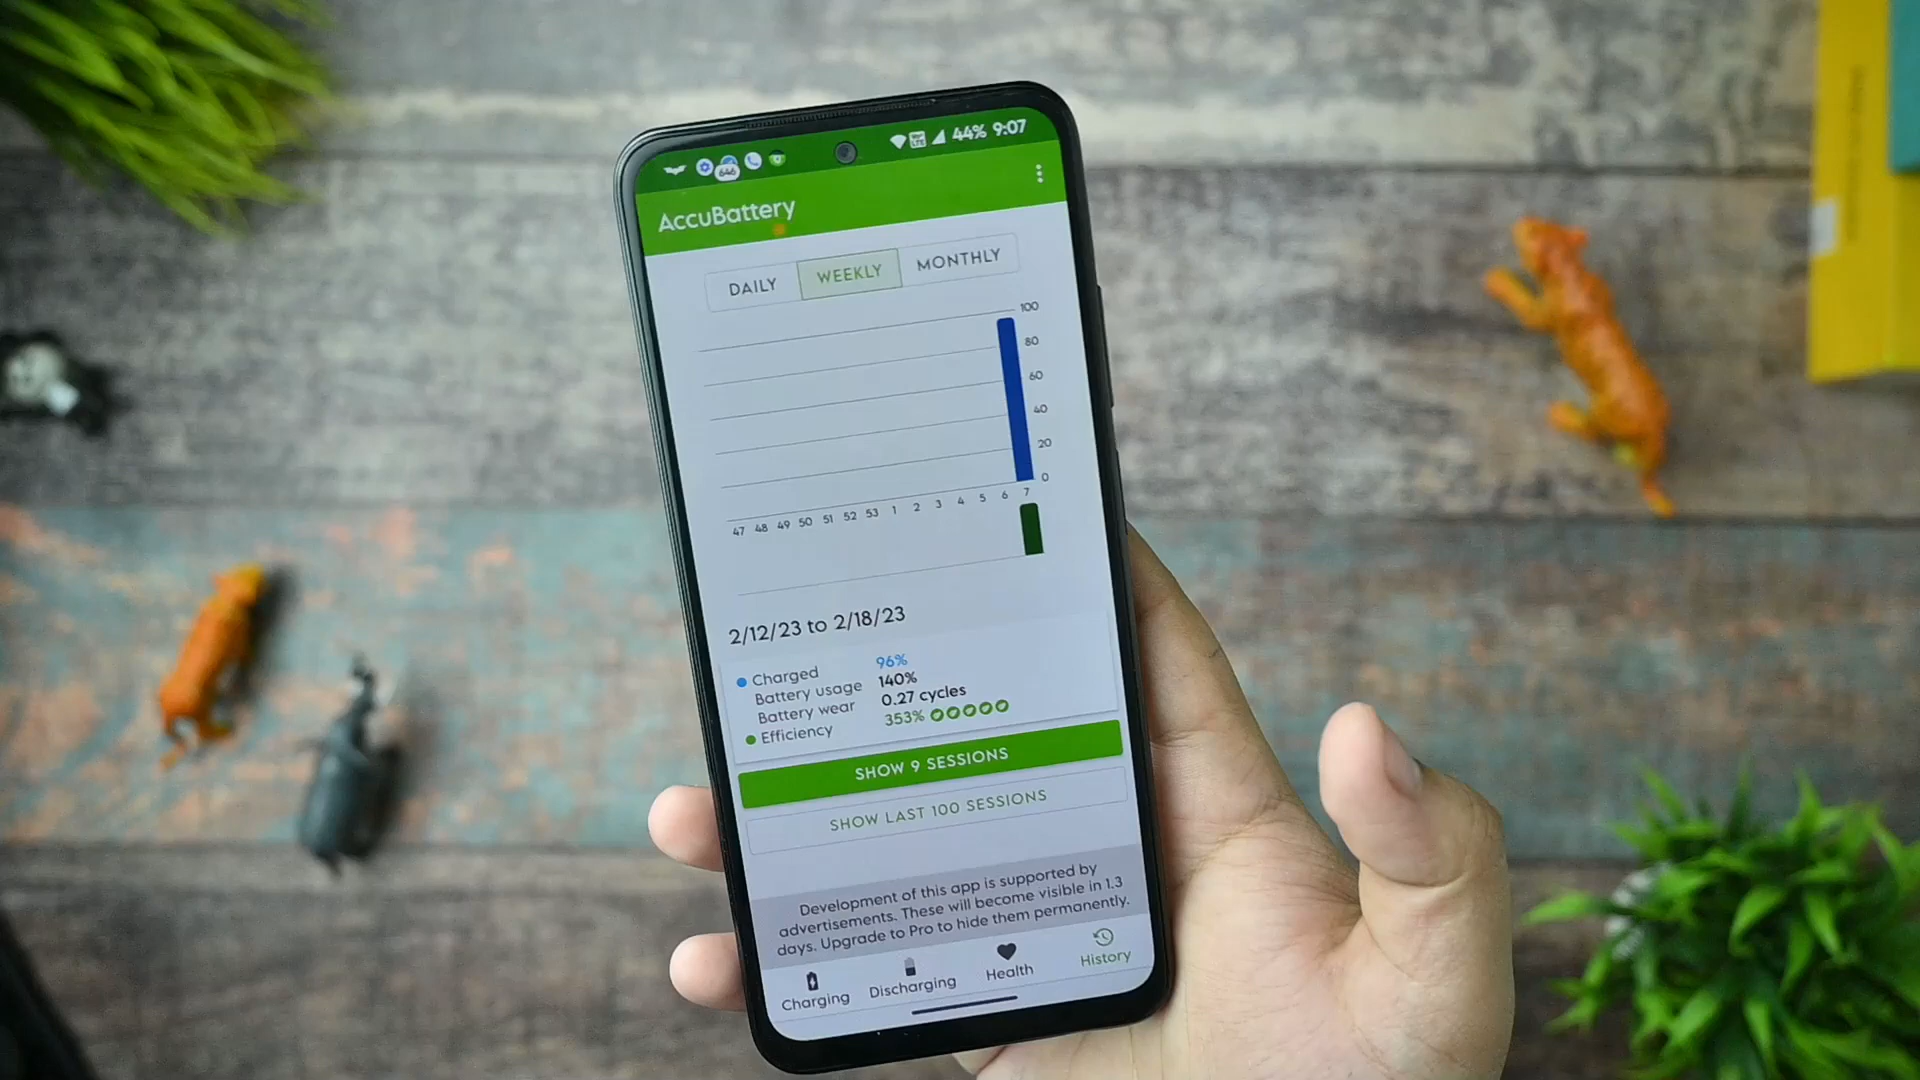 646
44% 9:07
AccuBattery
DAILY WEEKLY MONTHLY
100
80
60
40
20
0
47 48 49 50 51 52 53 1 2 3 4 5 6 7
2/12/23 to 2/18/23
Charged 96%
Battery usage 140%
Battery wear 0.27 cycles
Efficiency 353%
SHOW 9 SESSIONS
SHOW LAST 100 SESSIONS
Development of this app is supported by
advertisements. These will become visible in 1.3
days. Upgrade to Pro to hide them permanently.
Charging Discharging Health History